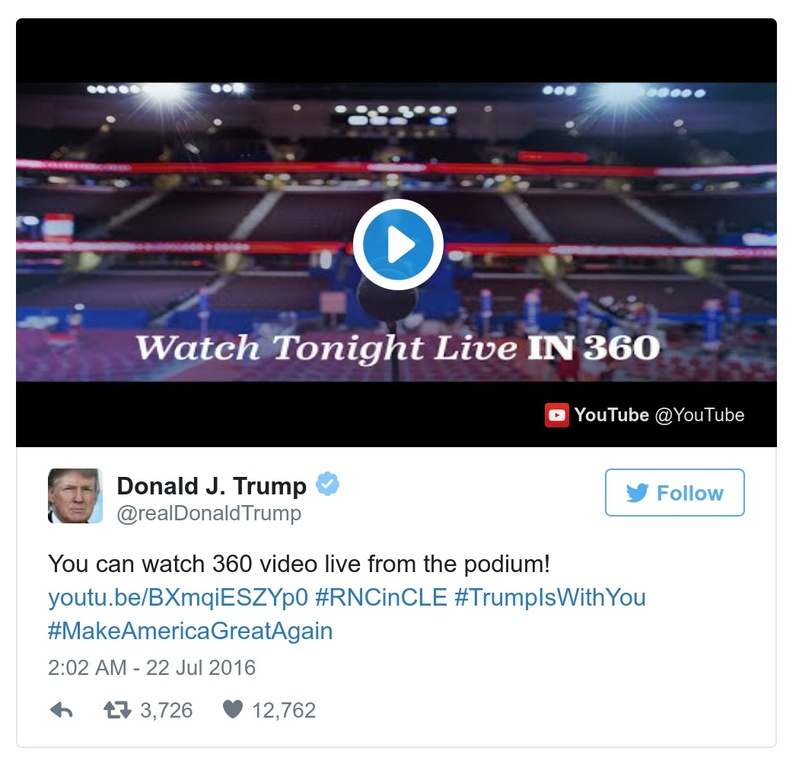 Watch Tonight Live IN 360
YouTube @YouTube
Donald J. Trump
@realDonaldTrump
Follow
You can watch 360 video live from the podium!
youtu.be/BXmqiESZYp0 #RNCinCLE #TrumpIsWithYou
#MakeAmericaGreatAgain
2:02 AM - 22 Jul 2016
3,726 12,762